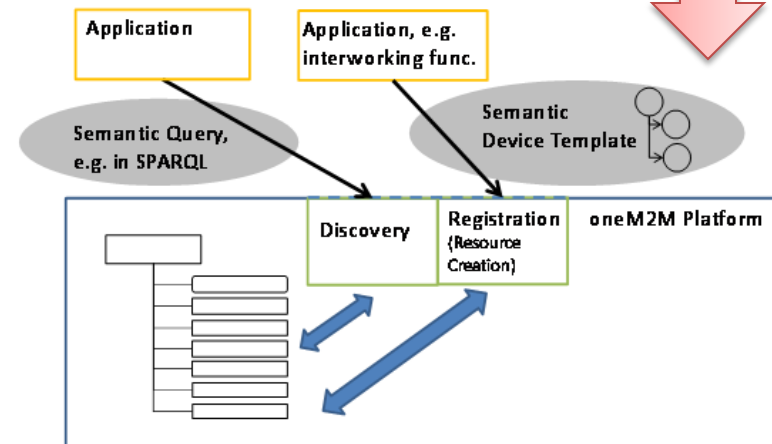 Application
Application, e.g.
interworking func.
Semantic Query,
e.g. in SPARQL
Semantic
Device Template
Discovery
Registration
(Resource
Creation)
oneM2M Platform